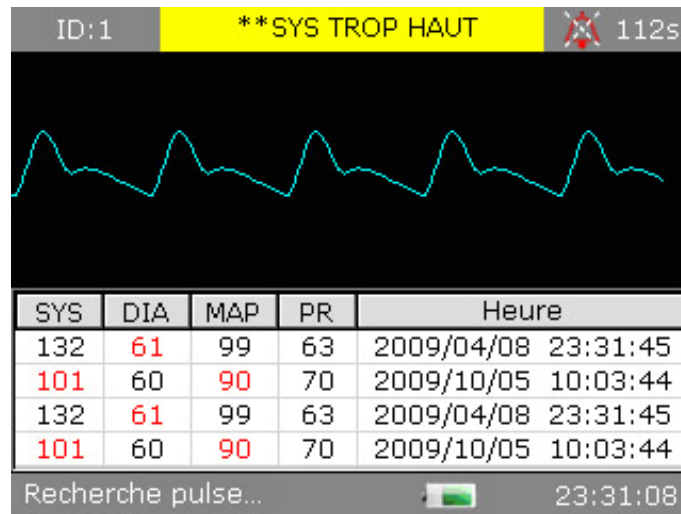 ID:1 **SYS TROP HAUT 112s
SYS DIA MAP PR Heure
132 61 99 63 2009/04/08 23:31:45
101 60 90 70 2009/10/05 10:03:44
132 61 99 63 2009/04/08 23:31:45
101 60 90 70 2009/10/05 10:03:44
Recherche pulse... 23:31:08